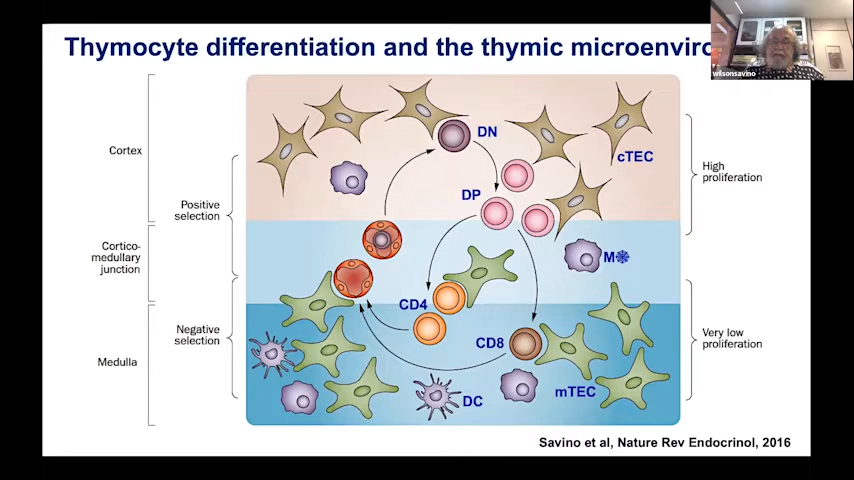 Thymocyte differentiation and the thymic
wilsonsavino
DN
Cortex
cTEC
High
proliferation
DP
Positive
selection
Cortico-
medullary
junction
M❄
CD4
Negative
selection
CD8
Very low
proliferation
Medulla
DC
mTEC
Savino et al, Nature Rev Endocrinol, 2016